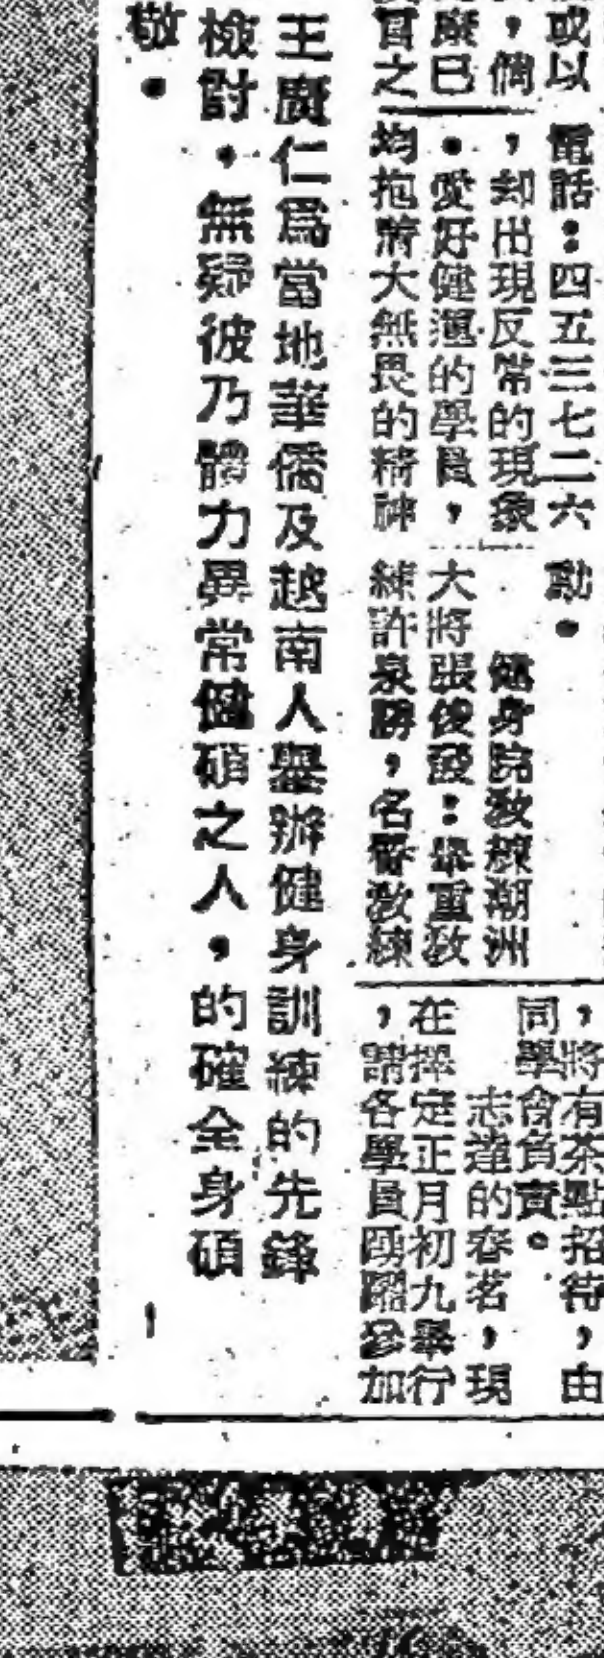 或以
，倘
已
之
電話：四五三七二六
，却出現反常的現象
。愛好健運的學員，
均抱大無畏的精神
動。
健身院教練潮洲
大將張俊發：舉重教
練許泉勝，名譽教練
，將有茶點招待，由
同學會負責。
志達的春茗，現
在擇定正月初九舉行
，請各學員踴躍參加
王仁爲當地華僑及越南人舉辦健身訓練的先鋒
檢討，無疑彼乃體力異常健碩之人，的確全身碩
敬。